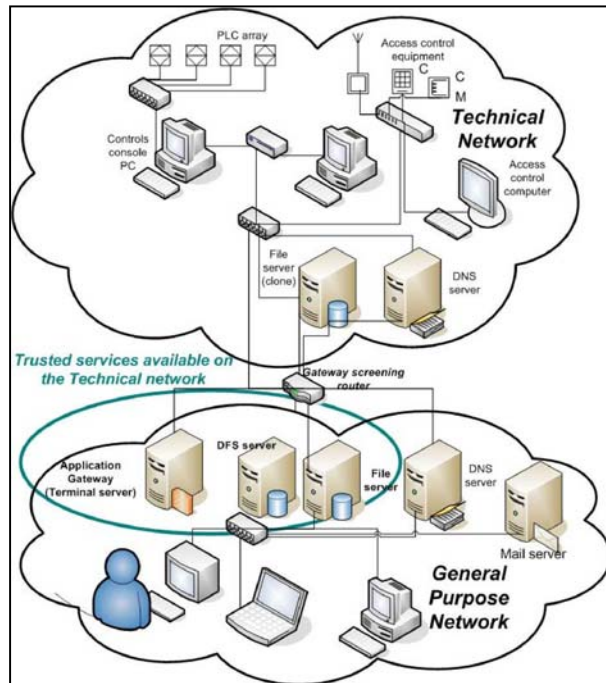 PLC array
Access control
equipment
C
C
M
Technical
Network
Controls
console
PC
Access
control
computer
File
server
(clone)
DNS
server
Trusted services available on
the Technical network
Gateway screening
router
Application
Gateway
(Terminal server)
DFS server
File
server
DNS
server
Mail server
General
Purpose
Network